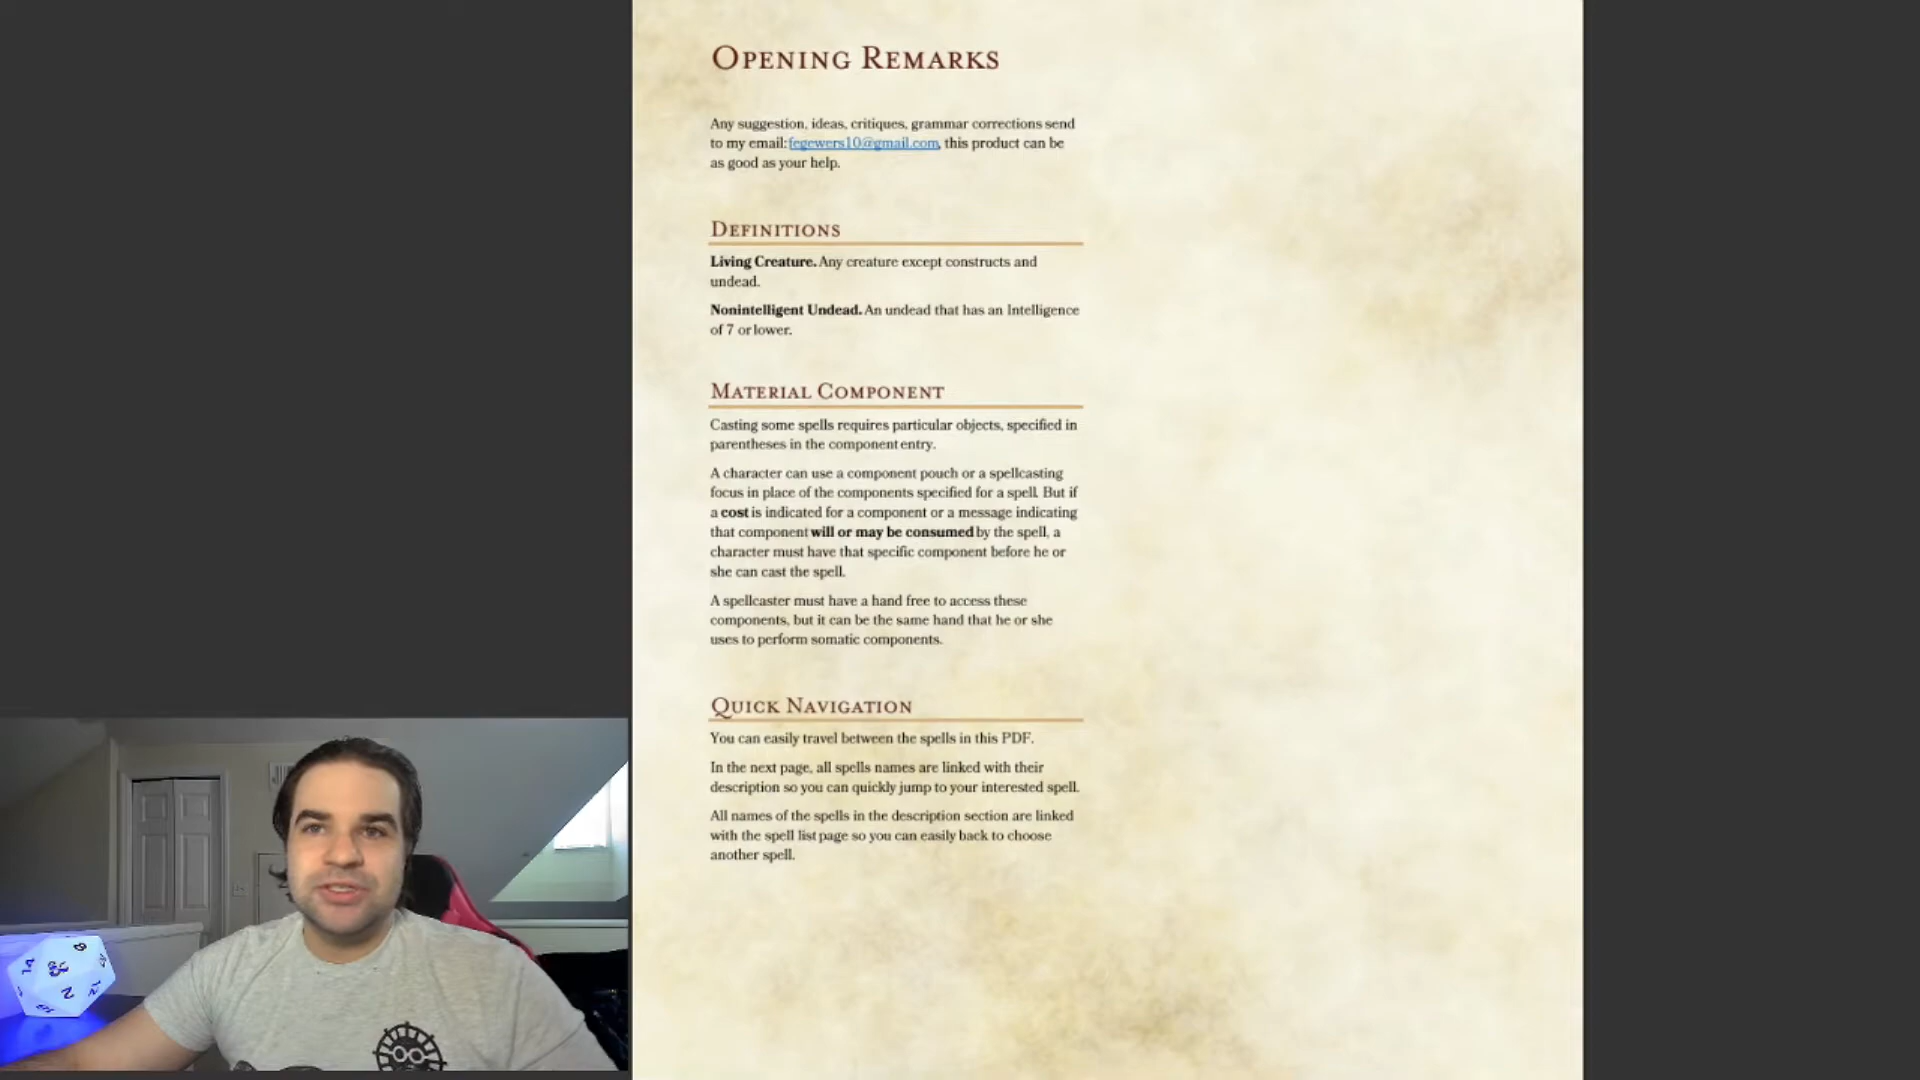 Opening Remarks
Any suggestion, ideas, critiques, grammar corrections send
to my email:fegewers10@gmail.com, this product can be
as good as your help.
Definitions
Living Creature. Any creature except constructs and
undead.
Nonintelligent Undead. An undead that has an Intelligence
of 7 or lower.
Material Component
Casting some spells requires particular objects, specified in
parentheses in the component entry.
A character can use a component pouch or a spellcasting
focus in place of the components specified for a spell. But if
a cost is indicated for a component or a message indicating
that component will or may be consumed by the spell, a
character must have that specific component before he or
she can cast the spell.
A spellcaster must have a hand free to access these
components, but it can be the same hand that he or she
uses to perform somatic components.
Quick Navigation
You can easily travel between the spells in this PDF.
In the next page, all spells names are linked with their
description so you can quickly jump to your interested spell.
All names of the spells in the description section are linked
with the spell list page so you can easily back to choose
another spell.
2